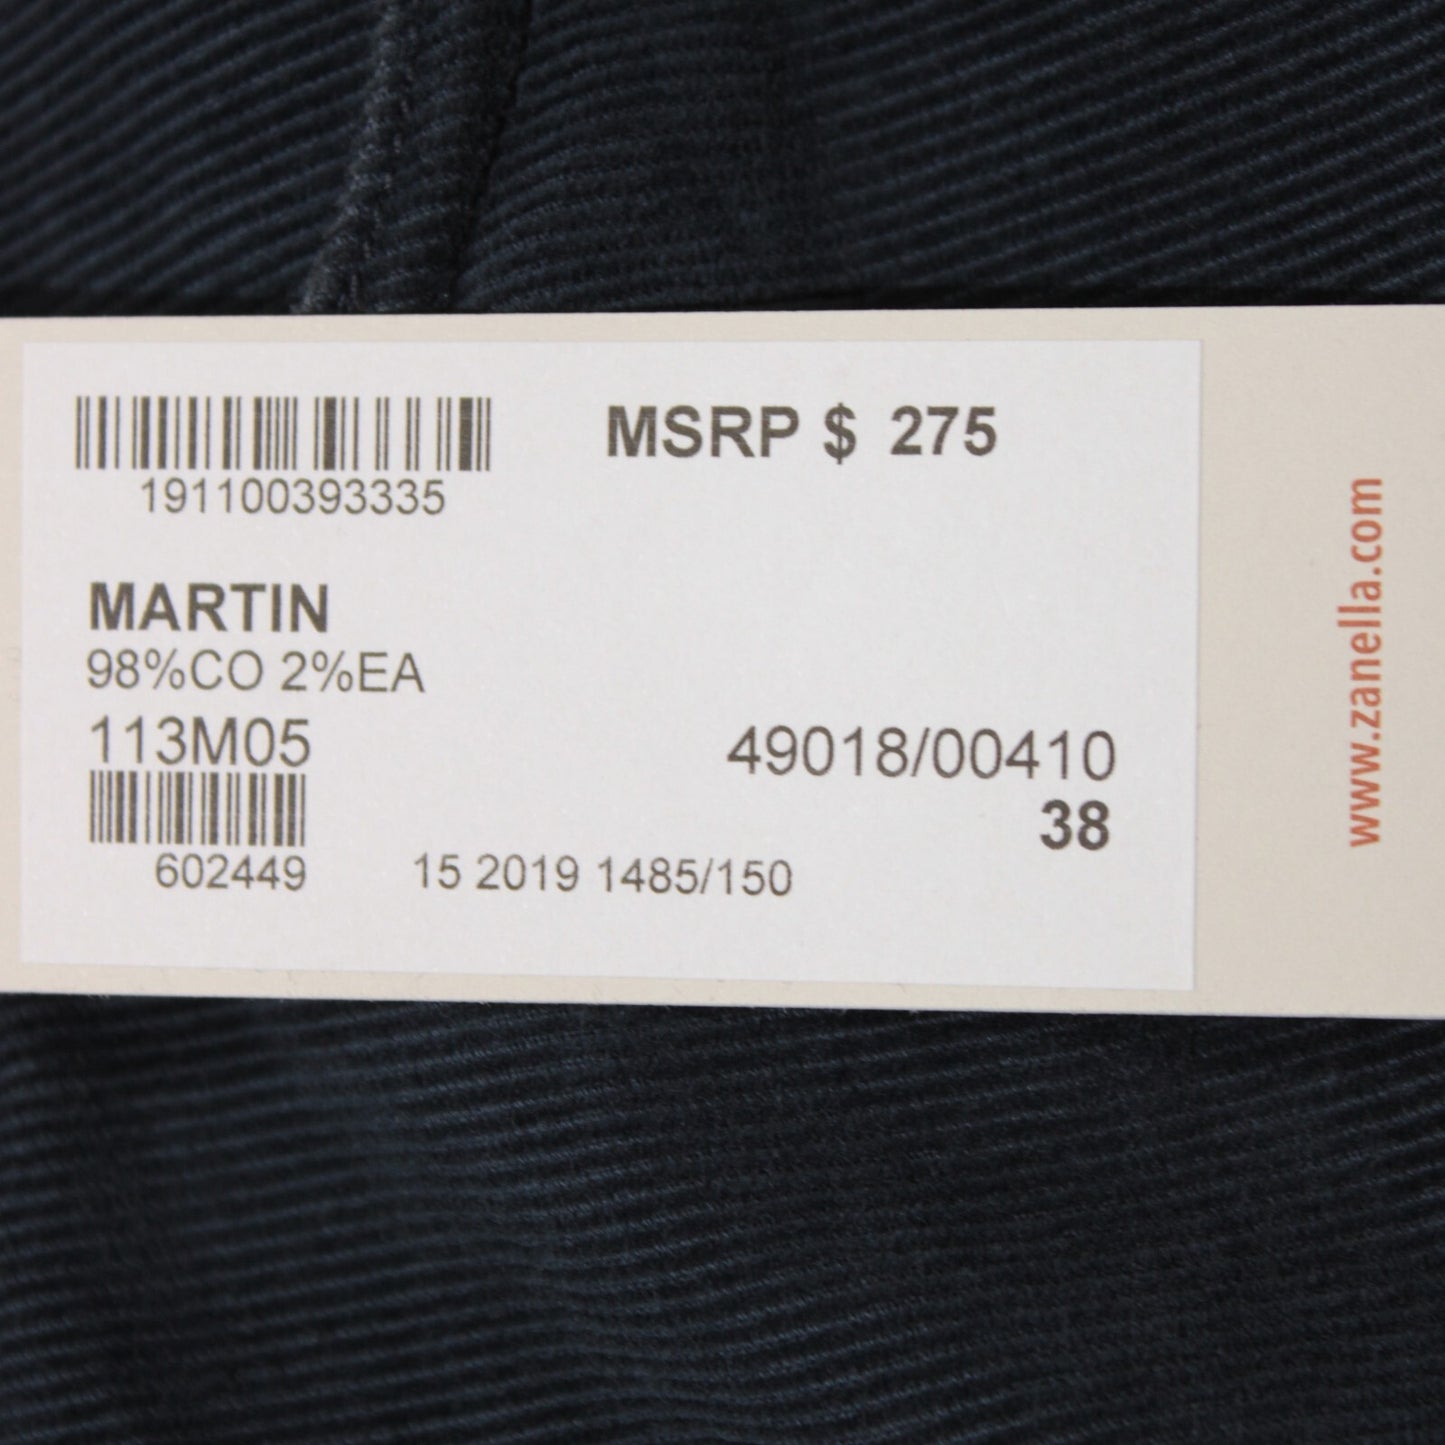 MSRP $ 275
191100393335
MARTIN
98%CO 2%EA
113M05
49018/00410
38
602449
15 2019 1485/150
www.zanella.com